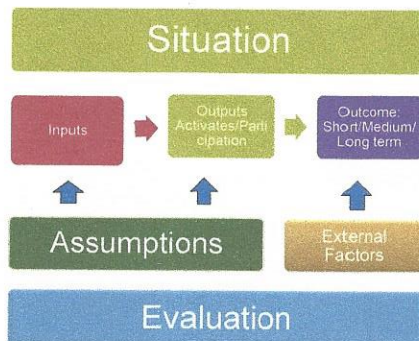 Situation
Inputs
Outputs
Activates/Parti
cipation
Outcome:
Short/Medium/
Long term
Assumptions
External
Factors
Evaluation